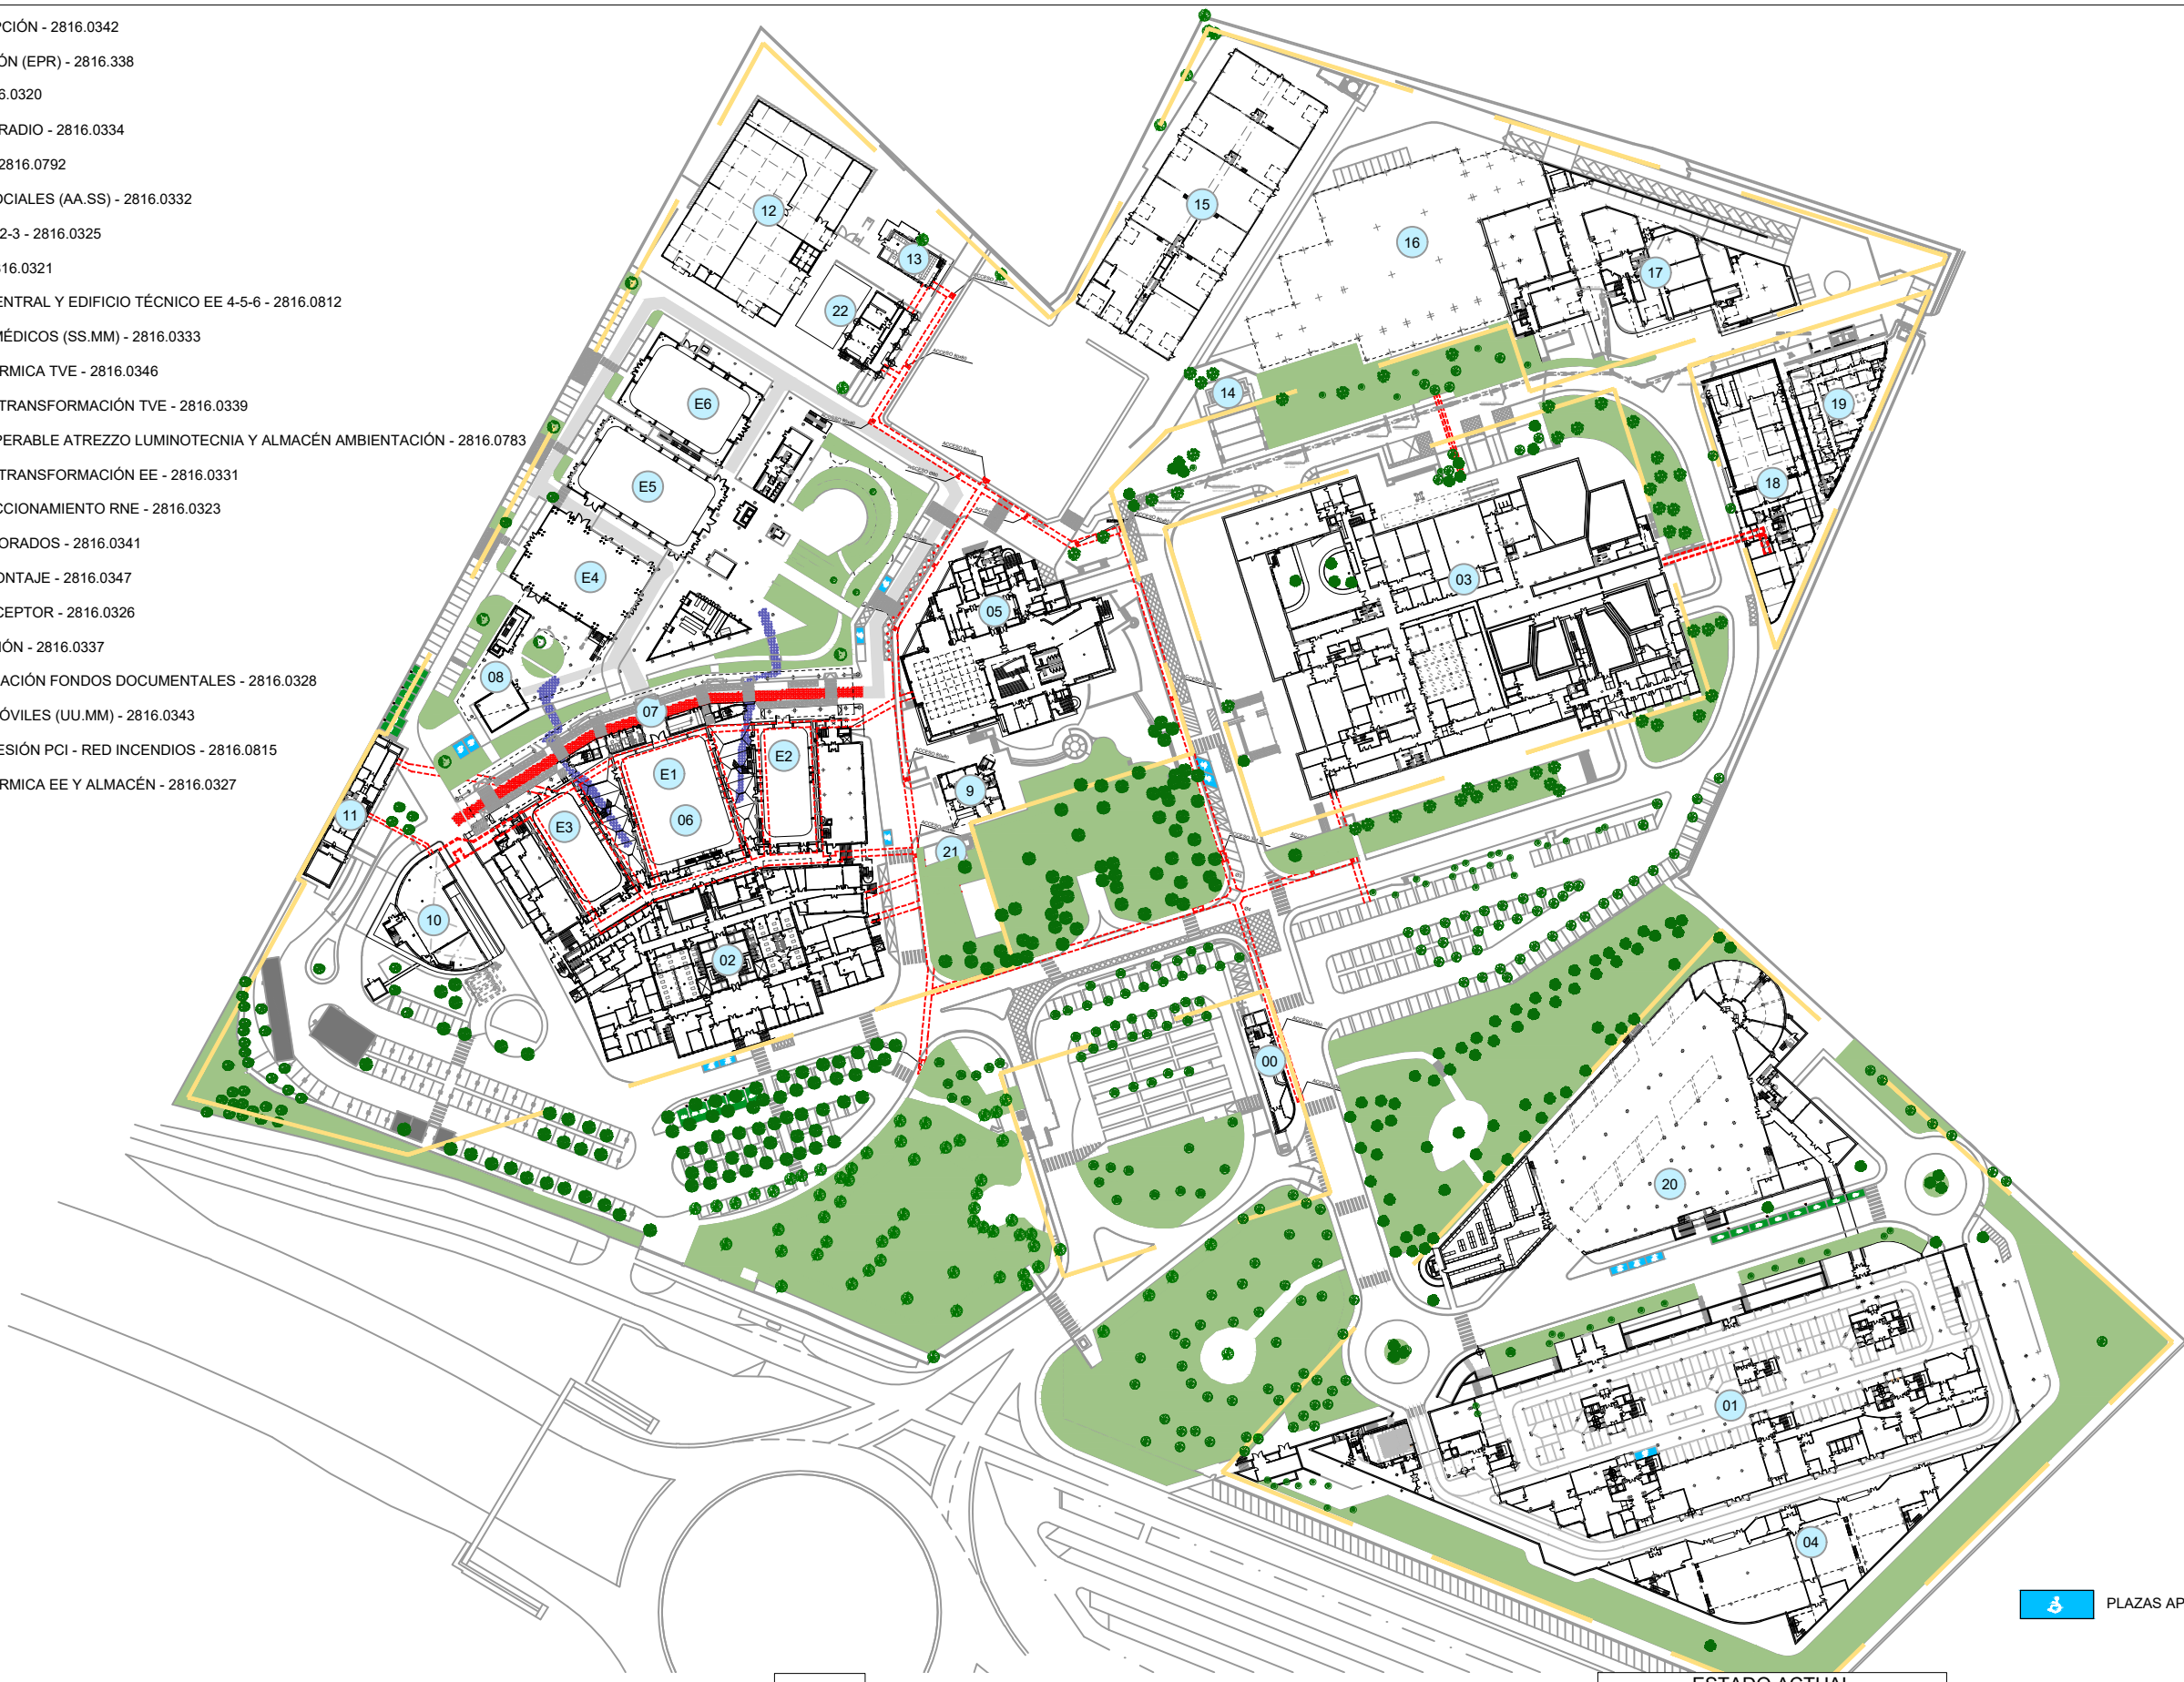 PCIÓN - 2816.0342
ÓN (EPR) - 2816.338
6.0320
RADIO - 2816.0334
2816.0792
OCIALES (AA.SS) - 2816.0332
2-3 - 2816.0325
816.0321
ENTRAL Y EDIFICIO TÉCNICO EE 4-5-6 - 2816.0812
MÉDICOS (SS.MM) - 2816.0333
ÉRMICA TVE - 2816.0346
TRANSFORMACIÓN TVE - 2816.0339
PERABLE ATREZZO LUMINOTECNIA Y ALMACÉN AMBIENTACIÓN - 2816.0783
TRANSFORMACIÓN EE - 2816.0331
CCIONAMIENTO RNE - 2816.0323
ORADOS - 2816.0341
ONTAJE - 2816.0347
CEPTOR - 2816.0326
IÓN - 2816.0337
ACIÓN FONDOS DOCUMENTALES - 2816.0328
ÓVILES (UU.MM) - 2816.0343
ESIÓN PCI - RED INCENDIOS - 2816.0815
ÉRMICA EE Y ALMACÉN - 2816.0327
12
15
16
13
17
22
14
E6
19
E5
18
E4
03
05
08
07
E1
E2
9
06
11
E3
21
10
02
00
20
01
04
PLAZAS AP
ESTADO ACTUAL